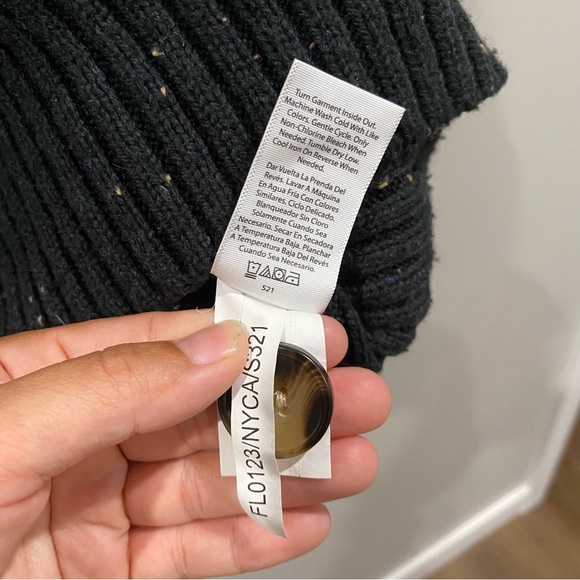 Turn Garment Inside Out.
Machine Wash Cold With Like
Colors. Gentle Cycle. Only
Non-Chlorine Bleach When
Needed. Tumble Dry Low.
Cool Iron On Reverse When
Needed.
Dar Vuelta La Prenda Del
Revés. Lavar A Máquina
En Agua Fría Con Colores
Similares, Ciclo Delicado.
Blanqueador Sin Cloro
Solamente Cuando Sea
Necesario. Secar En Secadora
A Temperatura Baja. Planchar
A Temperatura Baja Del Revés
Cuando Sea Necesario.
S21
FL0123/NYCA/S321